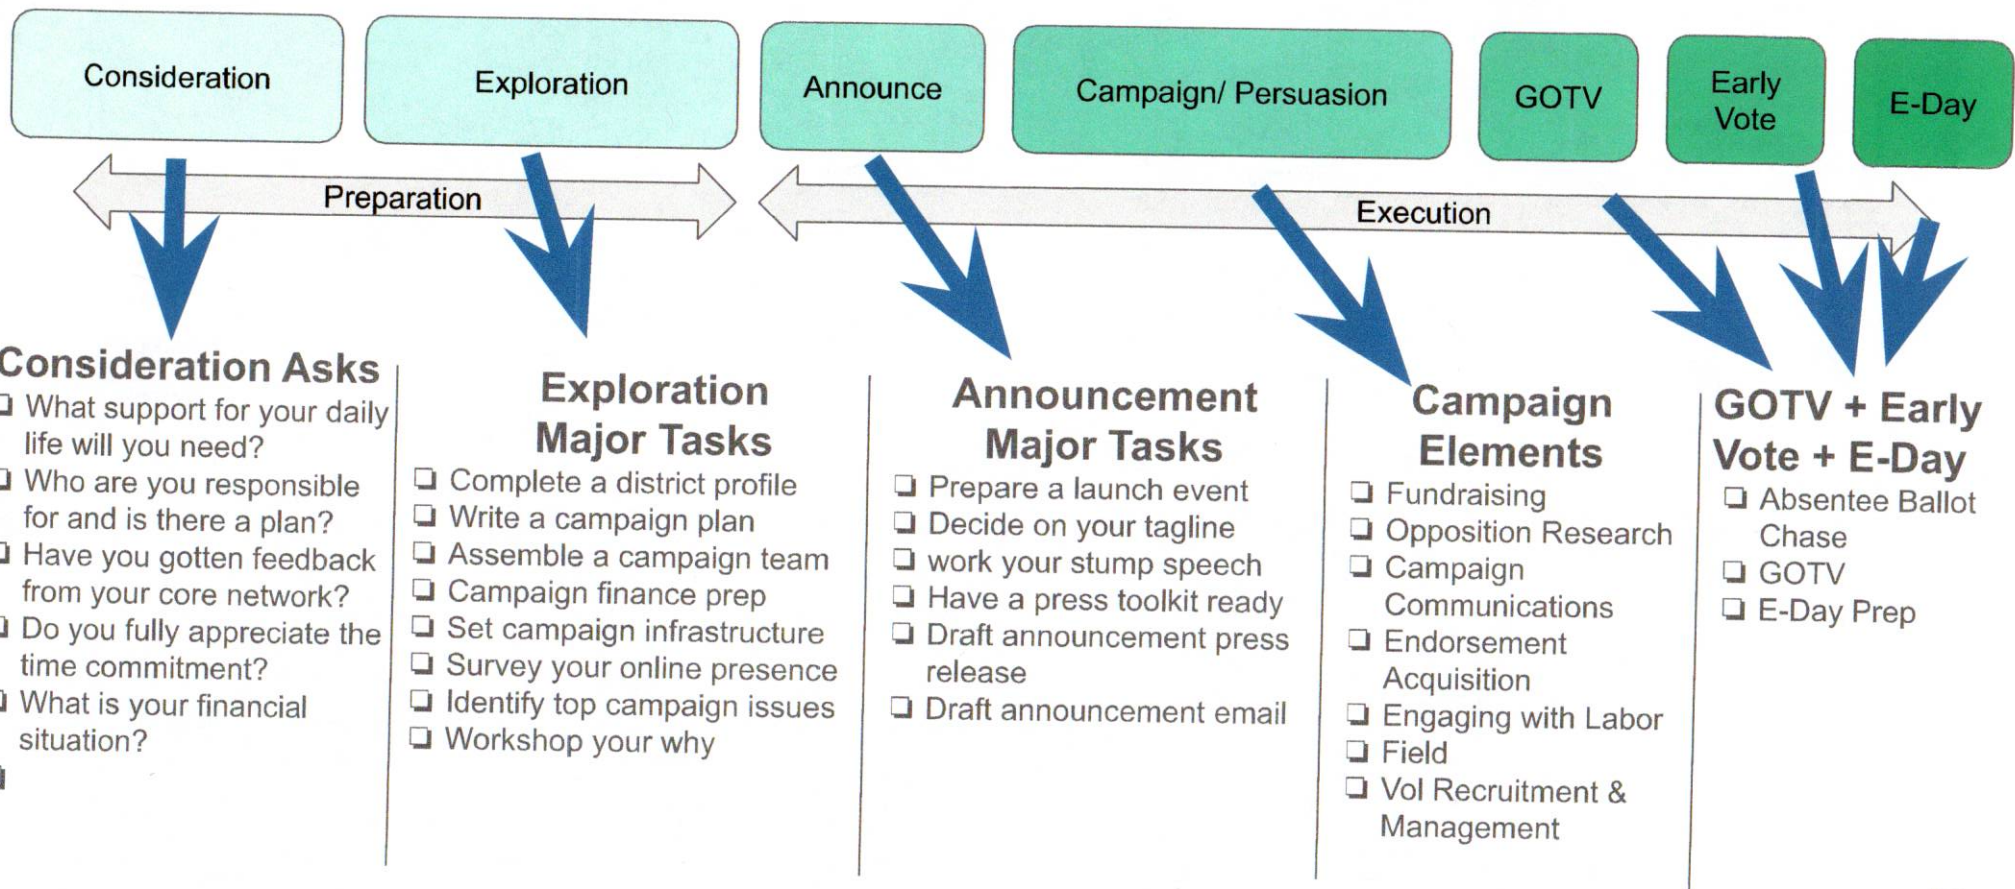 Consideration
Exploration
Announce
Campaign/ Persuasion
GOTV
Early
Vote
E-Day
Preparation
Execution
Consideration Asks
What support for your daily
life will you need?
Who are you responsible
for and is there a plan?
Have you gotten feedback
from your core network?
Do you fully appreciate the
time commitment?
What is your financial
situation?
Exploration
Major Tasks
Complete a district profile
Write a campaign plan
Assemble a campaign team
Campaign finance prep
Set campaign infrastructure
Survey your online presence
Identify top campaign issues
Workshop your why
Announcement
Major Tasks
Prepare a launch event
Decide on your tagline
work your stump speech
Have a press toolkit ready
Draft announcement press
release
Draft announcement email
Campaign
Elements
Fundraising
Opposition Research
Campaign
Communications
Endorsement
Acquisition
Engaging with Labor
Field
Vol Recruitment &
Management
GOTV + Early
Vote + E-Day
Absentee Ballot
Chase
GOTV
E-Day Prep